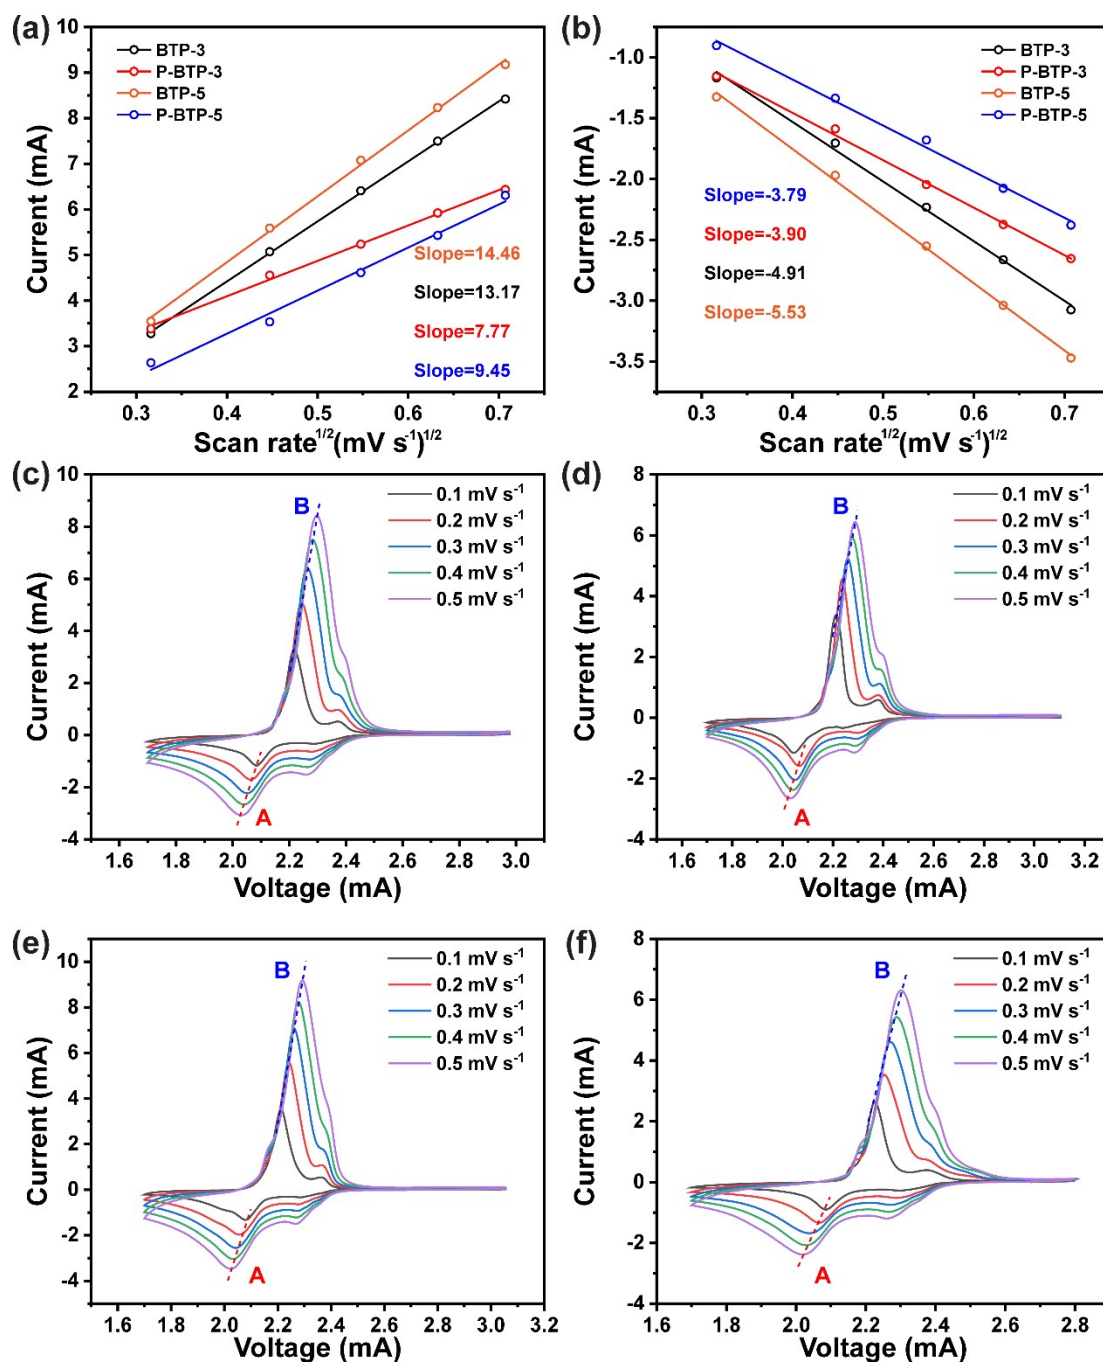 (a)
BTP-3
P-BTP-3
BTP-5
P-BTP-5
Slope=14.46
Slope=13.17
Slope=7.77
Slope=9.45
10
9
8
7
6
5
4
3
2
0.3 0.4 0.5 0.6 0.7
Current (mA)
Scan rate^1/2(mV s^-1)^1/2
(b)
BTP-3
P-BTP-3
BTP-5
P-BTP-5
Slope=-3.79
Slope=-3.90
Slope=-4.91
Slope=-5.53
-1.0
-1.5
-2.0
-2.5
-3.0
-3.5
0.3 0.4 0.5 0.6 0.7
Current (mA)
Scan rate^1/2(mV s^-1)^1/2
(c)
B
0.1 mV s^-1
0.2 mV s^-1
0.3 mV s^-1
0.4 mV s^-1
0.5 mV s^-1
A
10
8
6
4
2
0
-2
-4
1.6 1.8 2.0 2.2 2.4 2.6 2.8 3.0
Current (mA)
Voltage (mA)
(d)
B
0.1 mV s^-1
0.2 mV s^-1
0.3 mV s^-1
0.4 mV s^-1
0.5 mV s^-1
A
8
6
4
2
0
-2
-4
1.6 1.8 2.0 2.2 2.4 2.6 2.8 3.0 3.2
Current (mA)
Voltage (mA)
(e)
B
0.1 mV s^-1
0.2 mV s^-1
0.3 mV s^-1
0.4 mV s^-1
0.5 mV s^-1
A
10
8
6
4
2
0
-2
-4
1.6 1.8 2.0 2.2 2.4 2.6 2.8 3.0 3.2
Current (mA)
Voltage (mA)
(f)
B
0.1 mV s^-1
0.2 mV s^-1
0.3 mV s^-1
0.4 mV s^-1
0.5 mV s^-1
A
8
6
4
2
0
-2
-4
1.6 1.8 2.0 2.2 2.4 2.6 2.8
Current (mA)
Voltage (mA)